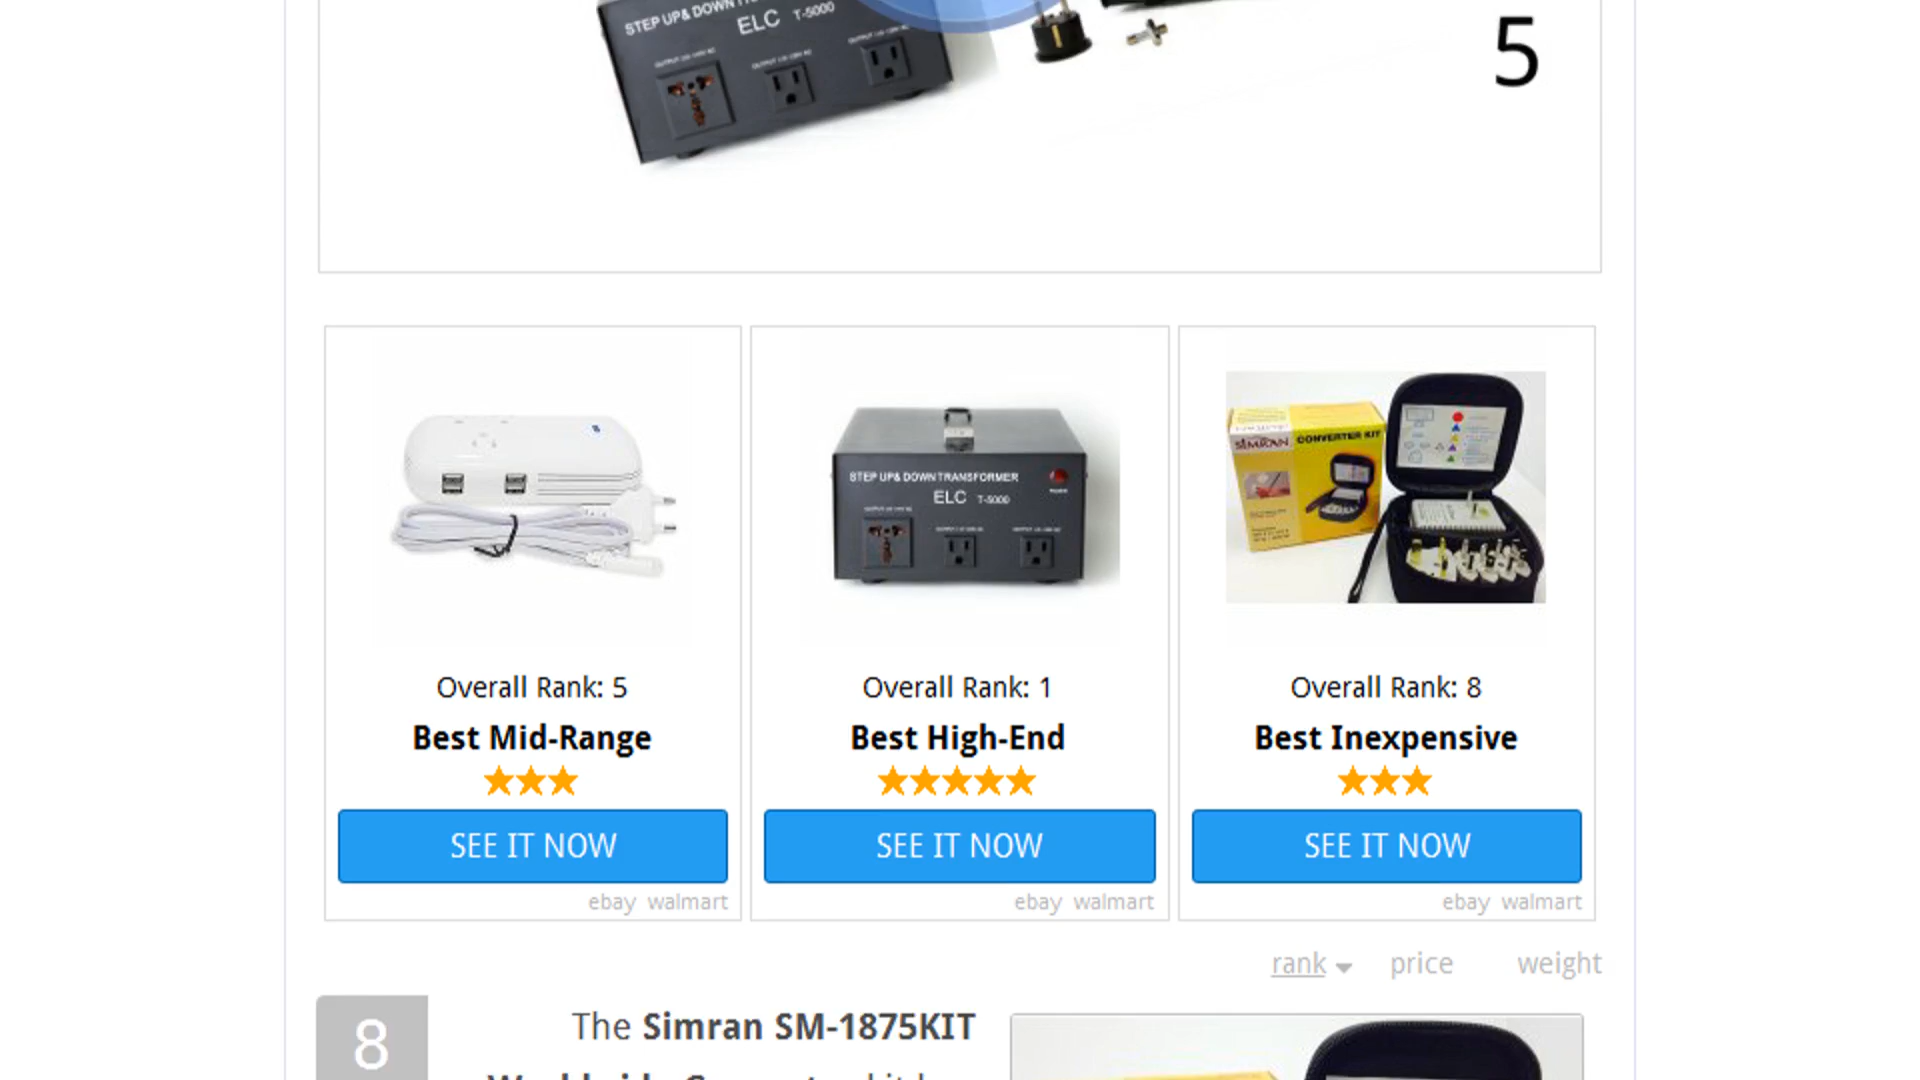 STEP UP& DOWN
ELC T-5000
5
STEP UP& DOWN TRANSFORMER
ELC T-5000
SIMRAN CONVERTER KIT
Overall Rank: 5
Best Mid-Range
SEE IT NOW
ebay walmart
Overall Rank: 1
Best High-End
SEE IT NOW
ebay walmart
Overall Rank: 8
Best Inexpensive
SEE IT NOW
ebay walmart
rank price weight
8
The Simran SM-1875KIT